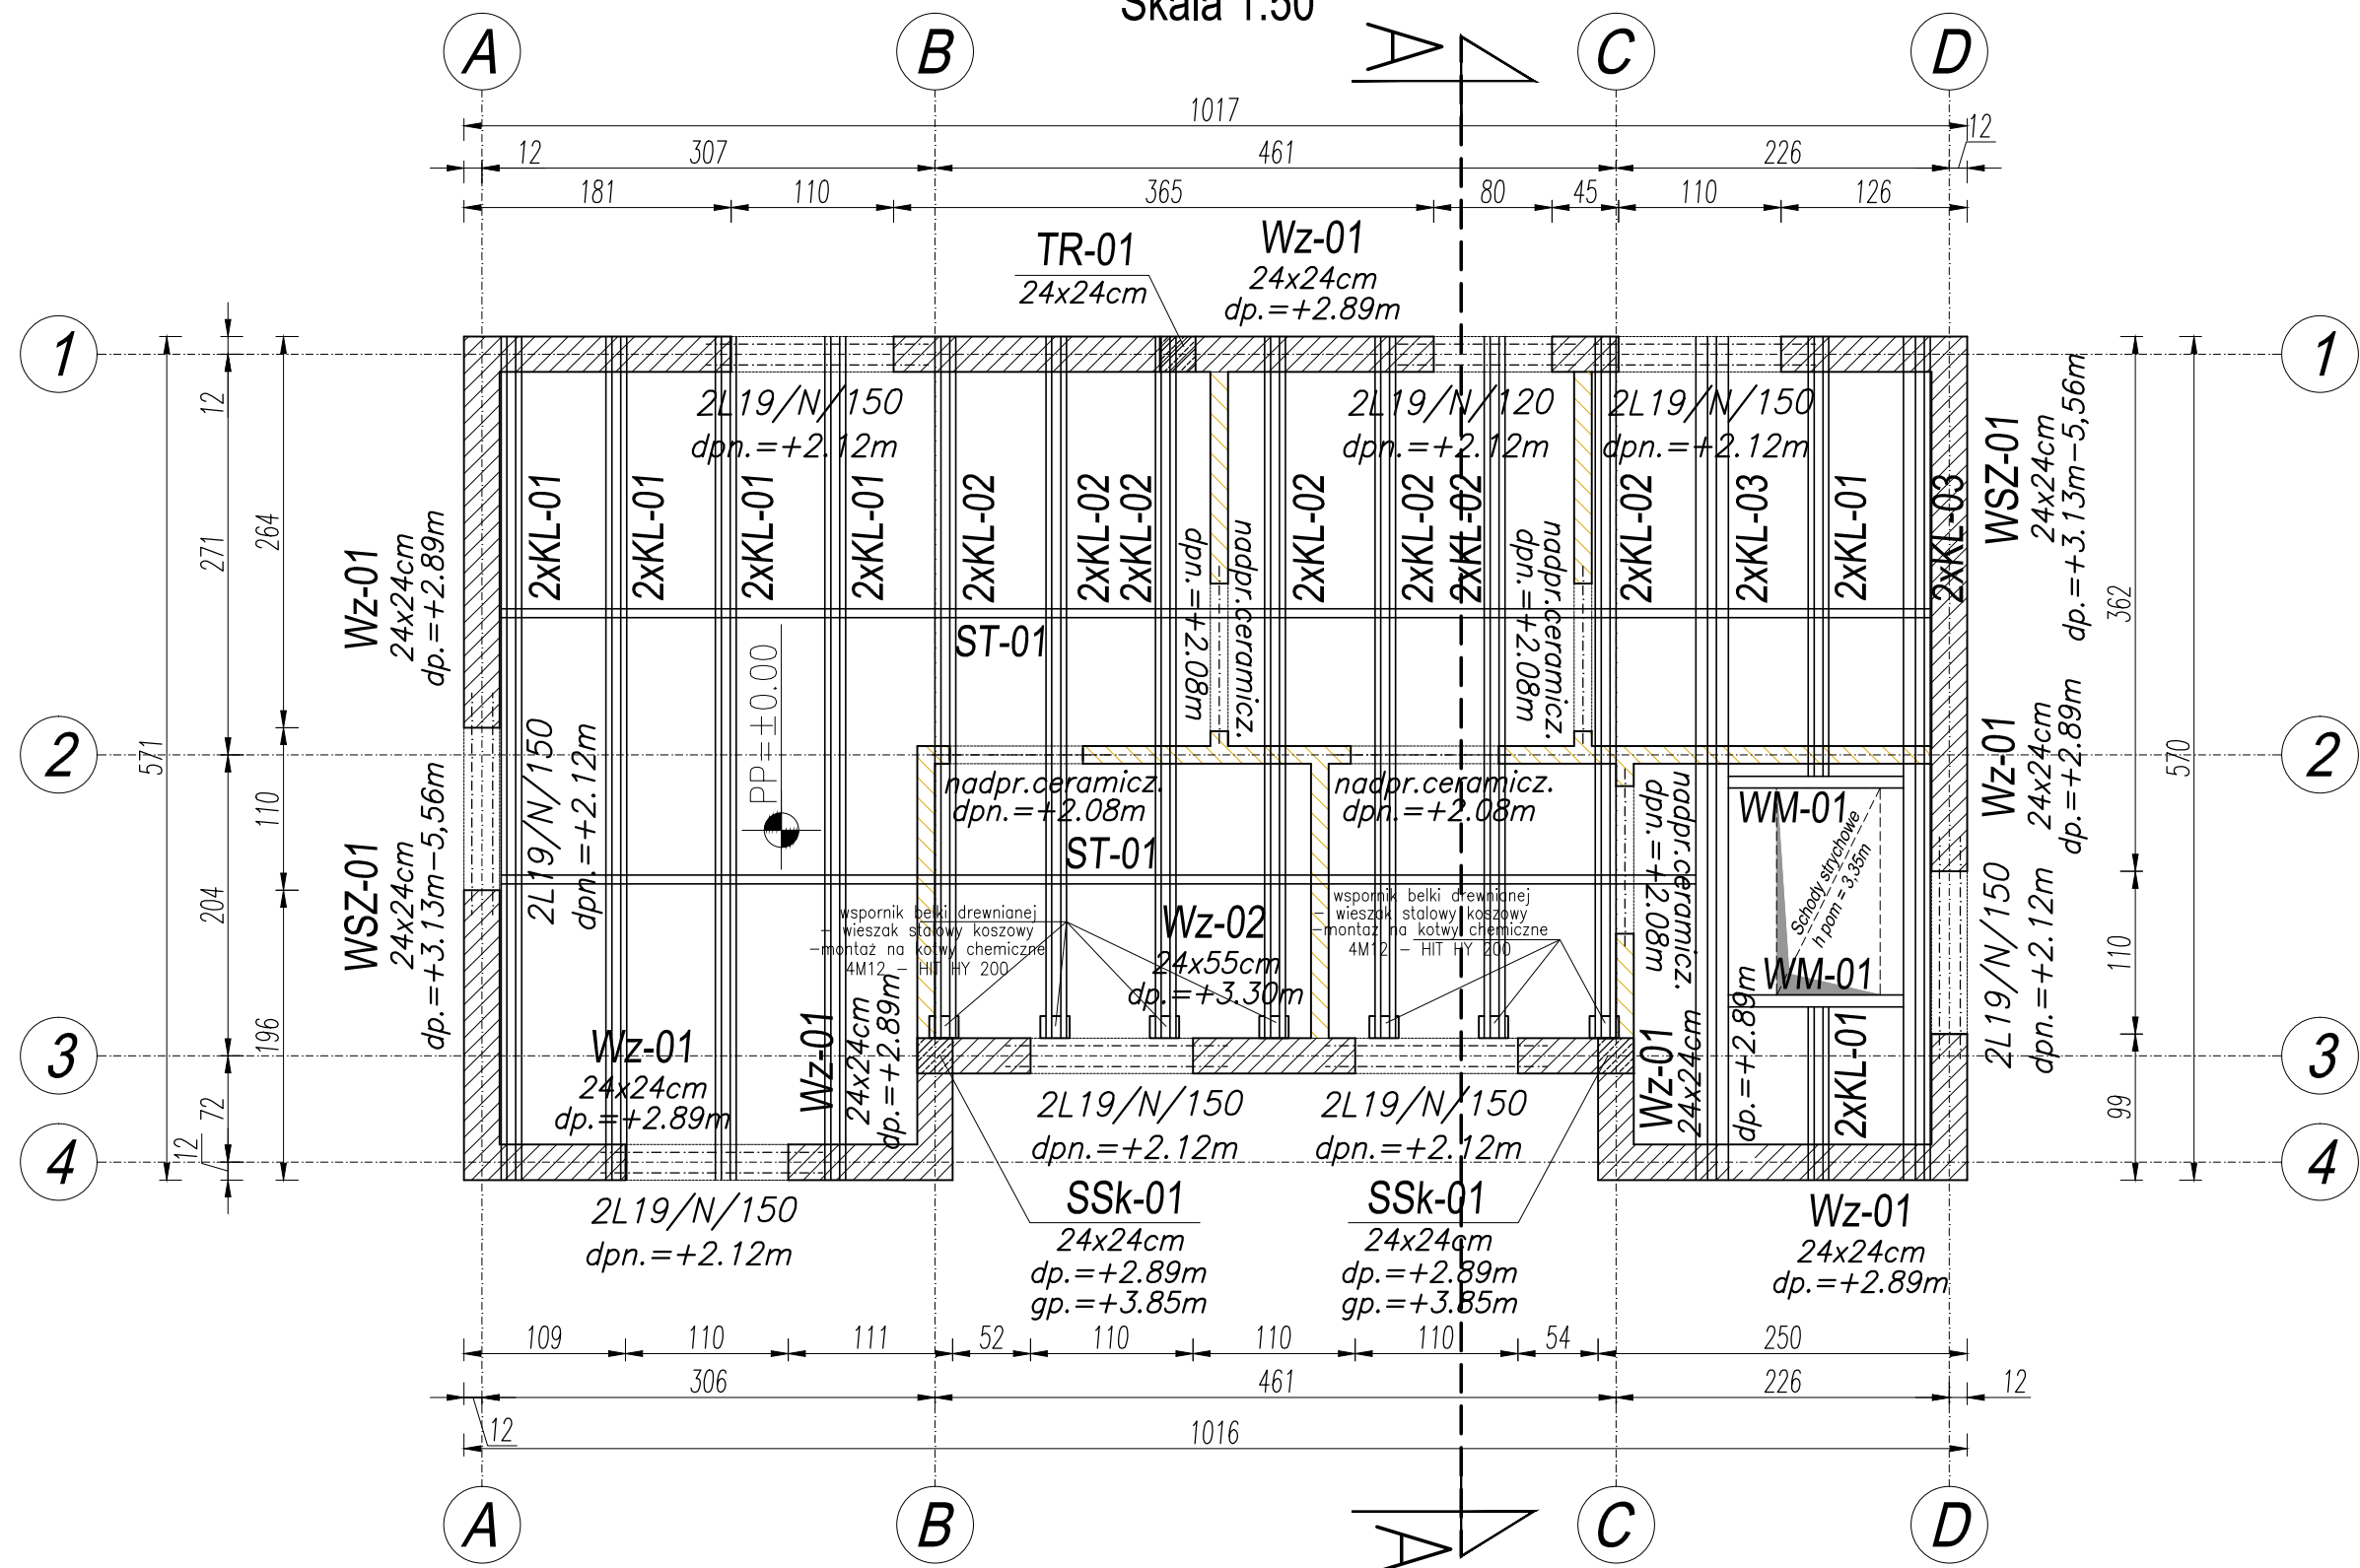 Skala 1:50
A
B
A
C
D
1017
12
12
307
461
226
181
110
365
80
45
110
126
TR-01
24x24cm
Wz-01
24x24cm
dp.=+2.89m
1
1
2L19/N/150
dpn.=+2.12m
2L19/N/120
dpn.=+2.12m
2L19/N/150
dpn.=+2.12m
12
271
264
571
110
204
196
72
12
Wz-01
24x24cm
dp.=+2.89m
WSZ-01
24x24cm
dp.=+3.13m-5,56m
2xKL-01
2xKL-01
2xKL-01
2xKL-01
2xKL-02
2xKL-02
2xKL-02
2xKL-02
2xKL-02
2xKL-02
2xKL-02
2xKL-03
2xKL-01
2xKL-03
nadpr.ceramicz.
dpn.=+2.08m
nadpr.ceramicz.
dpn.=+2.08m
WSZ-01
24x24cm
dp.=+3.13m-5,56m
362
570
110
99
ST-01
PP=±0.00
2L19/N/150
dpn.=+2.12m
2
2
nadpr.ceramicz.
dpn.=+2.08m
nadpr.ceramicz.
dpn.=+2.08m
nadpr.ceramicz.
dpn.=+2.08m
Wz-01
24x24cm
dp.=+2.89m
2L19/N/150
dpn.=+2.12m
WM-01
Schody strychowe
h pom = 3,35m
WM-01
ST-01
wspornik belki drewnianej
- wieszak stalowy koszowy
-montaż na kotwy chemiczne
4M12 - HIT HY 200
wspornik belki drewnianej
- wieszak stalowy koszowy
-montaż na kotwy chemiczne
4M12 - HIT HY 200
Wz-02
24x55cm
dp.=+3.30m
3
3
Wz-01
24x24cm
dp.=+2.89m
Wz-01
24x24cm
dp.=+2.89m
Wz-01
24x24cm
dp.=+2.89m
2xKL-01
2L19/N/150
dpn.=+2.12m
2L19/N/150
dpn.=+2.12m
4
4
2L19/N/150
dpn.=+2.12m
SSk-01
24x24cm
dp.=+2.89m
gp.=+3.85m
SSk-01
24x24cm
dp.=+2.89m
gp.=+3.85m
Wz-01
24x24cm
dp.=+2.89m
109
110
111
52
110
110
110
54
250
306
461
226
12
12
1016
A
B
A
C
D